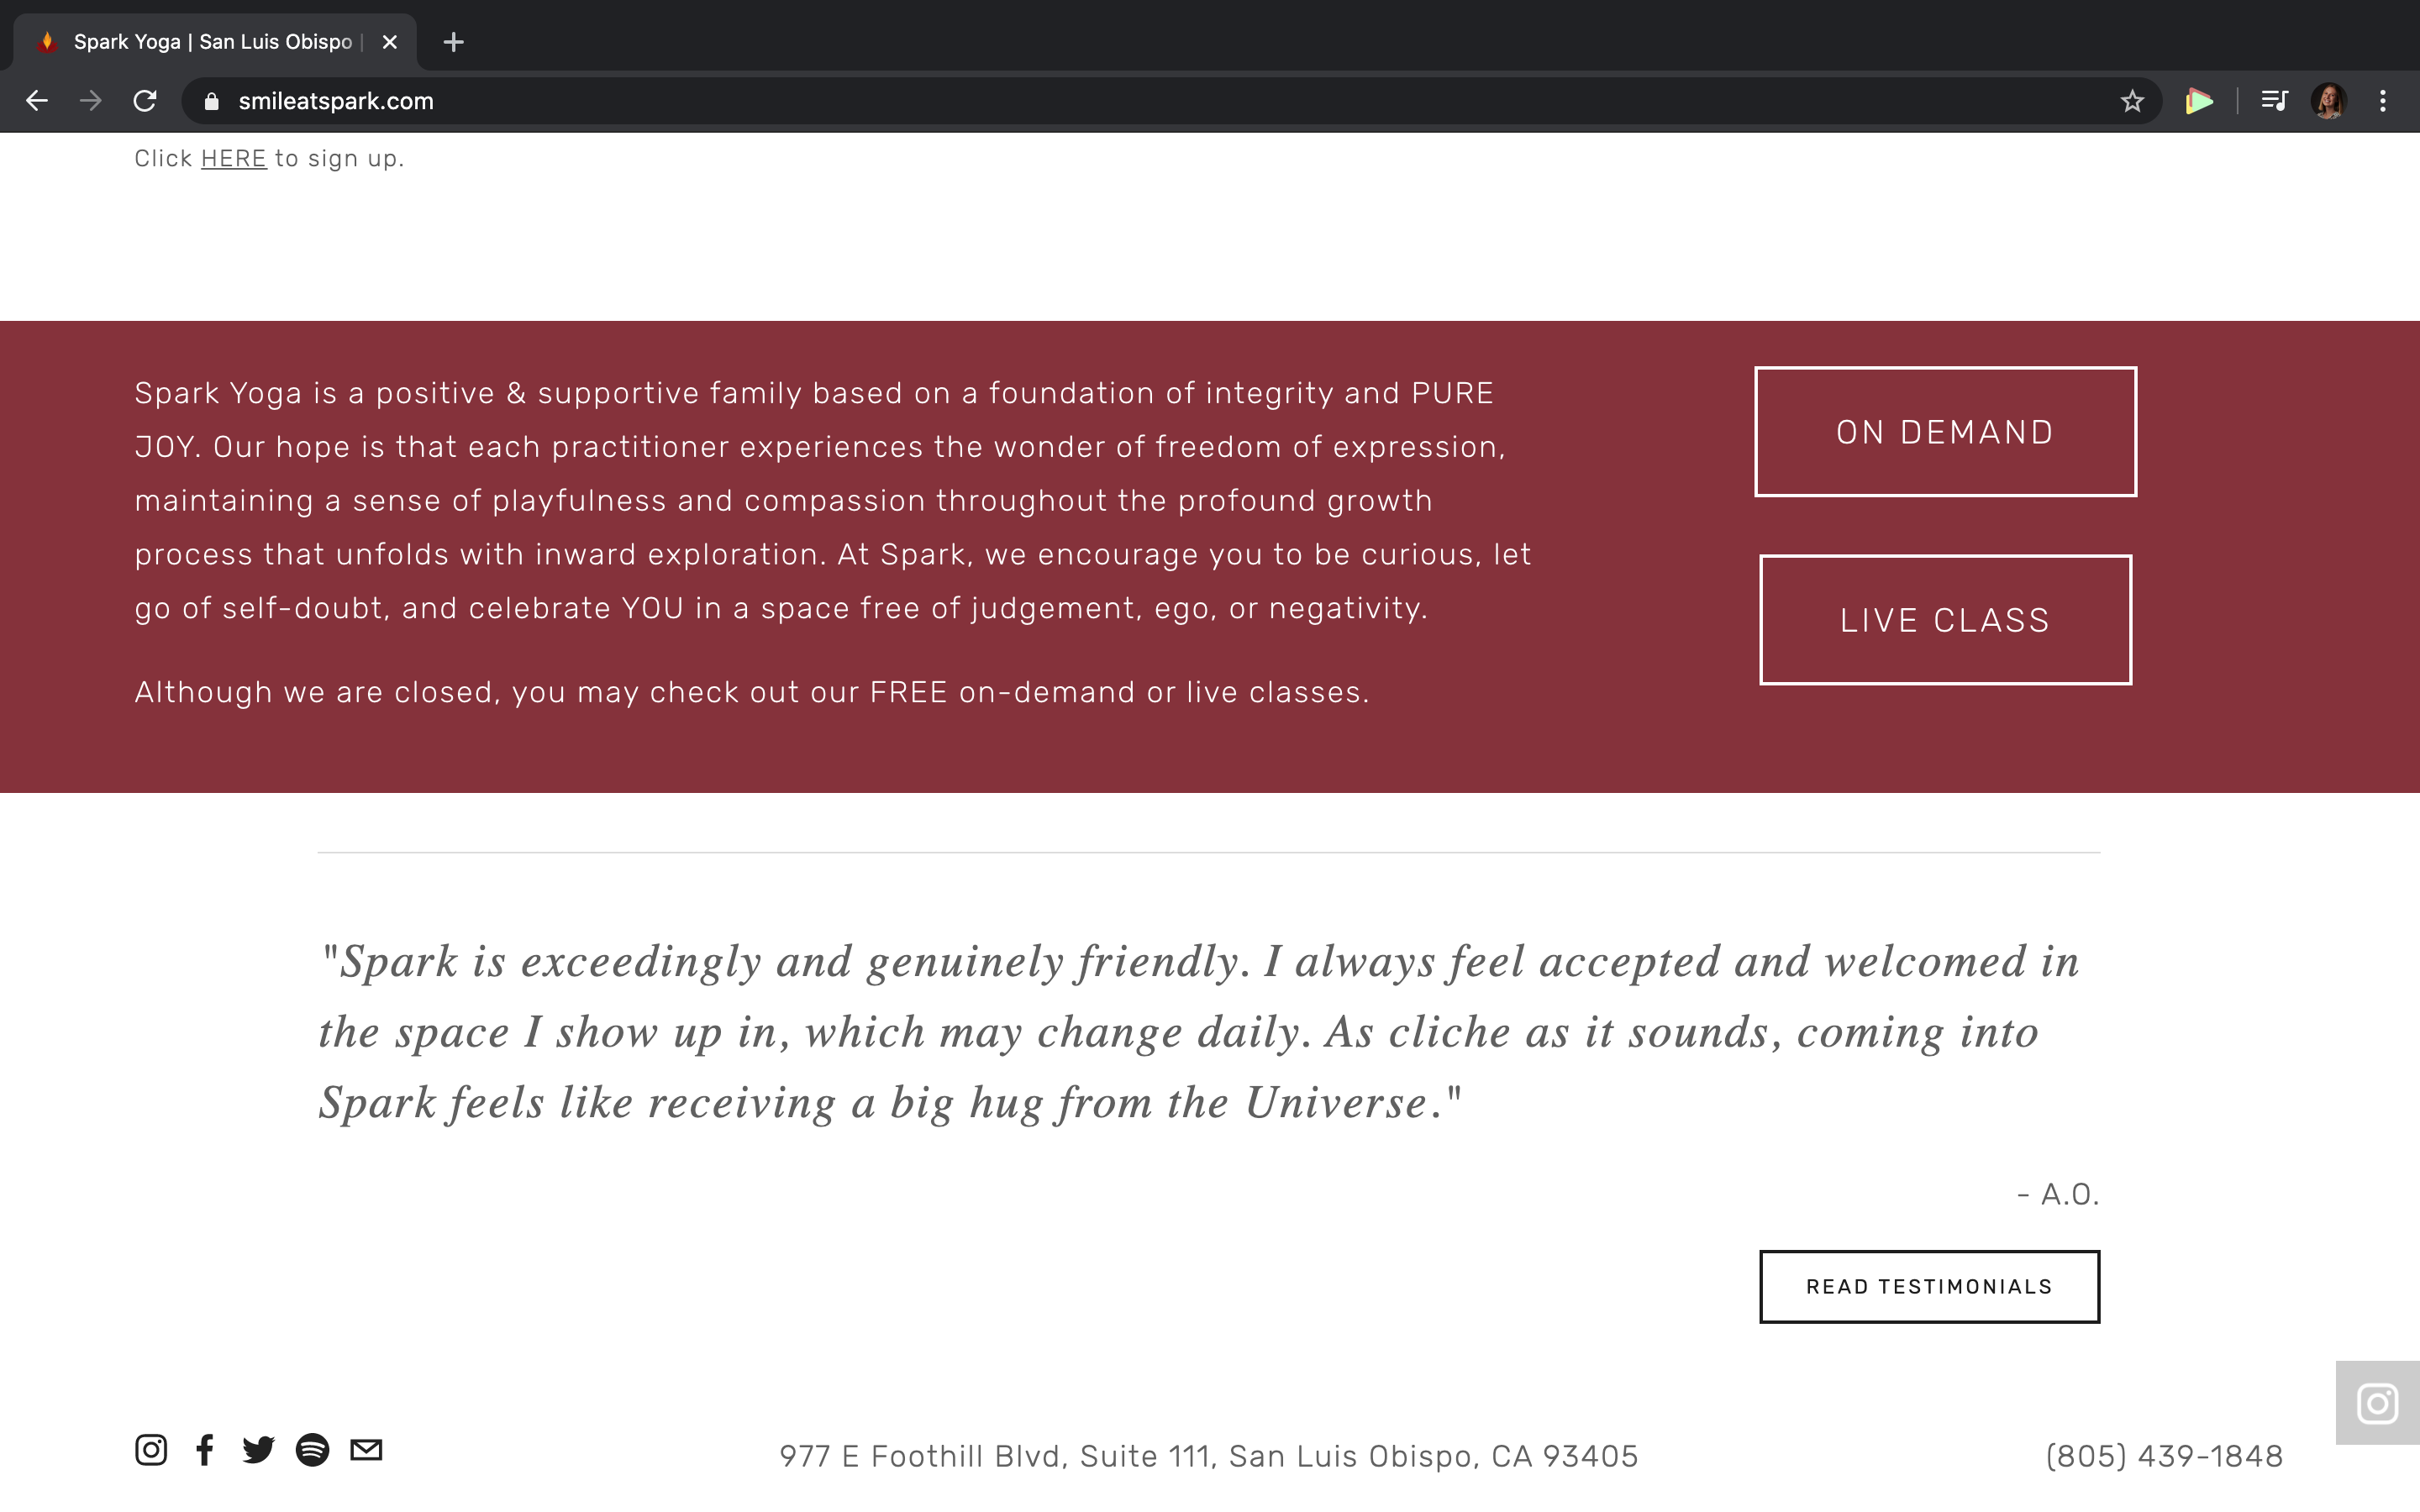 Spark Yoga | San Luis Obispo |
smileatspark.com
Click HERE to sign up.
Spark Yoga is a positive & supportive family based on a foundation of integrity and PURE
JOY. Our hope is that each practitioner experiences the wonder of freedom of expression,
maintaining a sense of playfulness and compassion throughout the profound growth
process that unfolds with inward exploration. At Spark, we encourage you to be curious, let
go of self-doubt, and celebrate YOU in a space free of judgement, ego, or negativity.
Although we are closed, you may check out our FREE on-demand or live classes.
ON DEMAND
LIVE CLASS
"Spark is exceedingly and genuinely friendly. I always feel accepted and welcomed in
the space I show up in, which may change daily. As cliche as it sounds, coming into
Spark feels like receiving a big hug from the Universe."
- A.O.
READ TESTIMONIALS
977 E Foothill Blvd, Suite 111, San Luis Obispo, CA 93405
(805) 439-1848